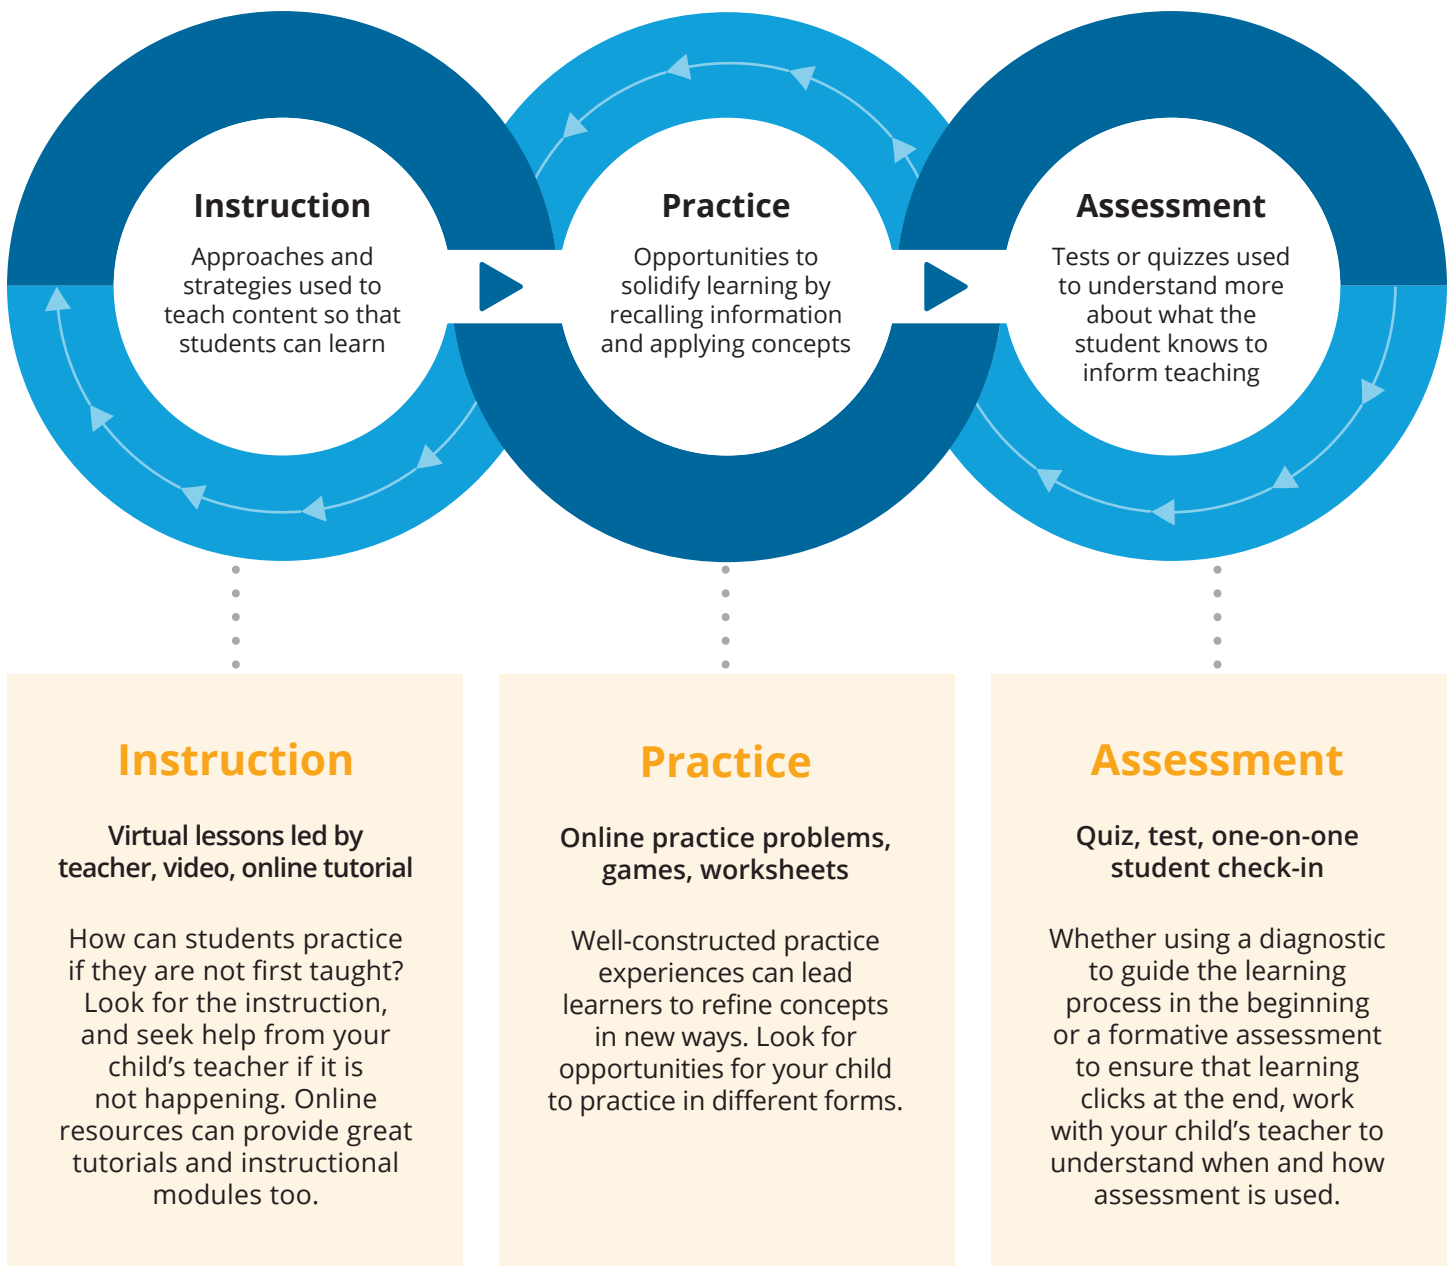 Instruction
Approaches and
strategies used to
teach content so that
students can learn
Practice
Opportunities to
solidify learning by
recalling information
and applying concepts
Assessment
Tests or quizzes used
to understand more
about what the
student knows to
inform teaching
Instruction
Virtual lessons led by
teacher, video, online tutorial
How can students practice
if they are not first taught?
Look for the instruction,
and seek help from your
child’s teacher if it is
not happening. Online
resources can provide great
tutorials and instructional
modules too.
Practice
Online practice problems,
games, worksheets
Well-constructed practice
experiences can lead
learners to refine concepts
in new ways. Look for
opportunities for your child
to practice in different forms.
Assessment
Quiz, test, one-on-one
student check-in
Whether using a diagnostic
to guide the learning
process in the beginning
or a formative assessment
to ensure that learning
clicks at the end, work
with your child’s teacher to
understand when and how
assessment is used.